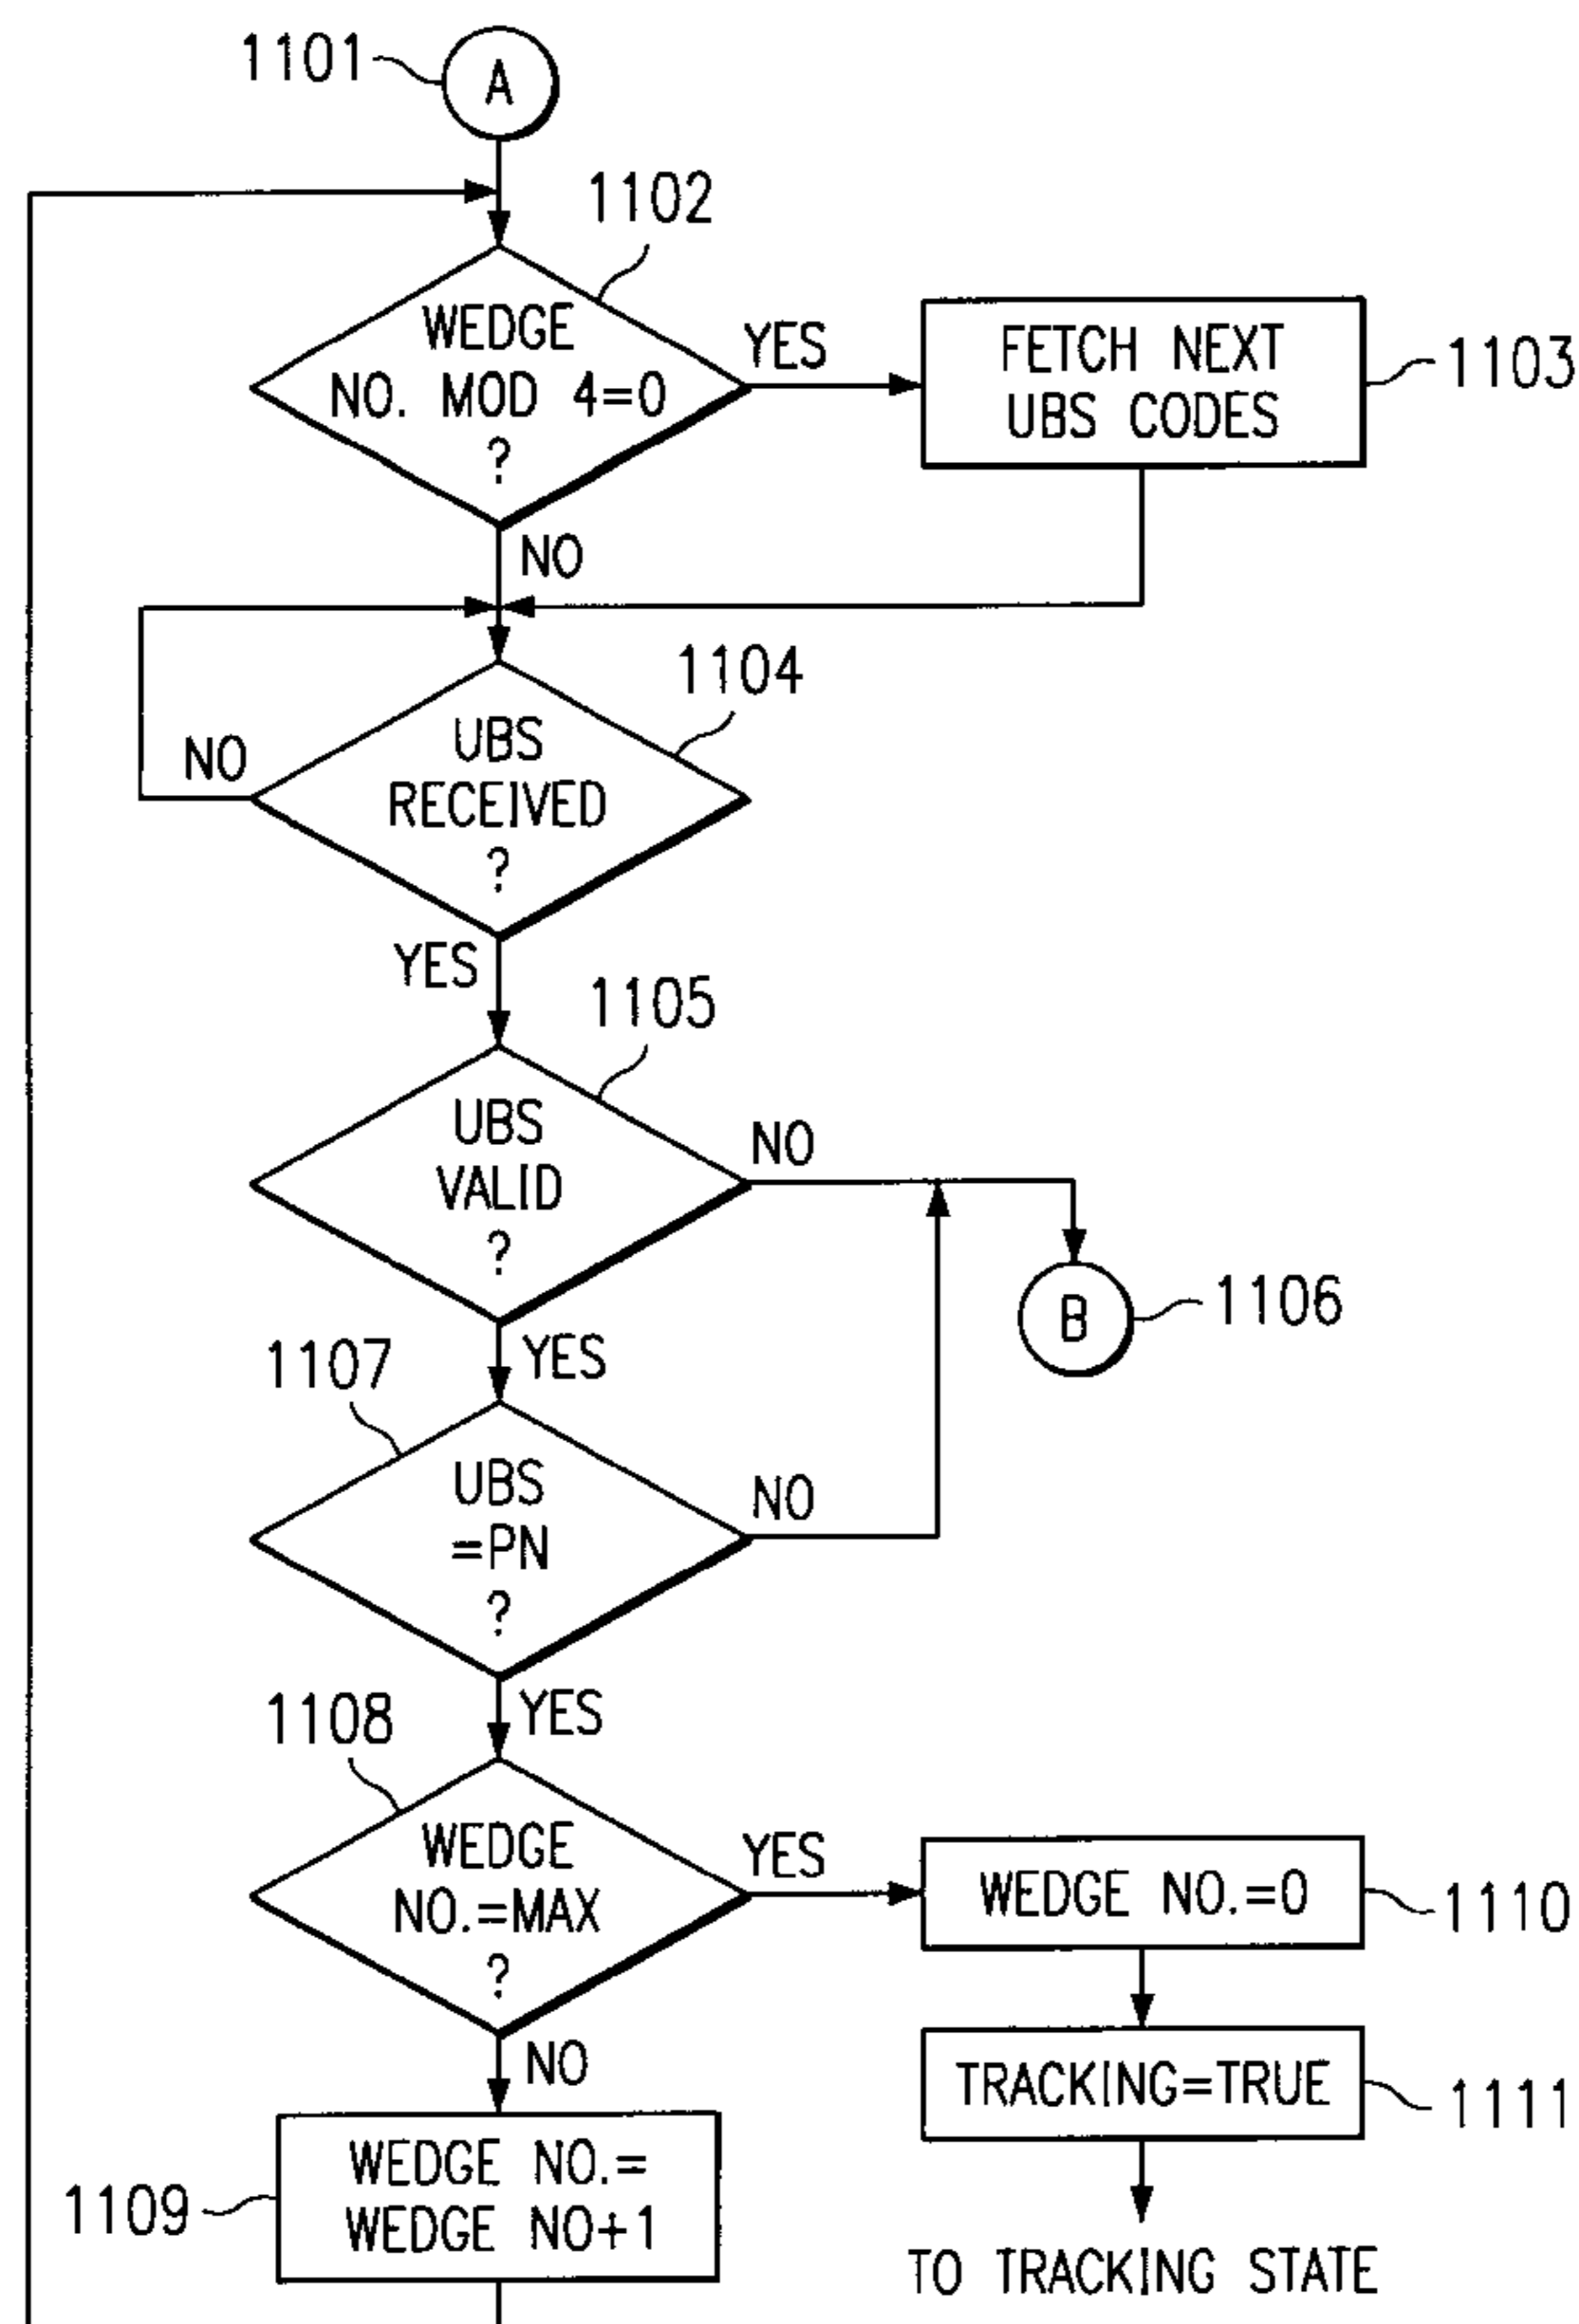 1101
A
1102
WEDGE
NO. MOD 4=0
?
YES
FETCH NEXT
UBS CODES
1103
NO
1104
UBS
RECEIVED
?
NO
YES
1105
UBS
VALID
?
NO
B
1106
YES
1107
UBS
=PN
?
NO
YES
1108
WEDGE
NO.=MAX
?
YES
WEDGE NO.=0
1110
NO
TRACKING=TRUE
1111
1109
WEDGE NO.=
WEDGE NO+1
TO TRACKING STATE